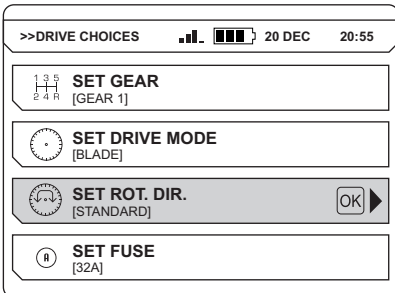 >>DRIVE CHOICES 20 DEC 20:55
1 3 5
2 4 R
SET GEAR
[GEAR 1]
SET DRIVE MODE
[BLADE]
SET ROT. DIR.
[STANDARD]
OK
A
SET FUSE
[32A]